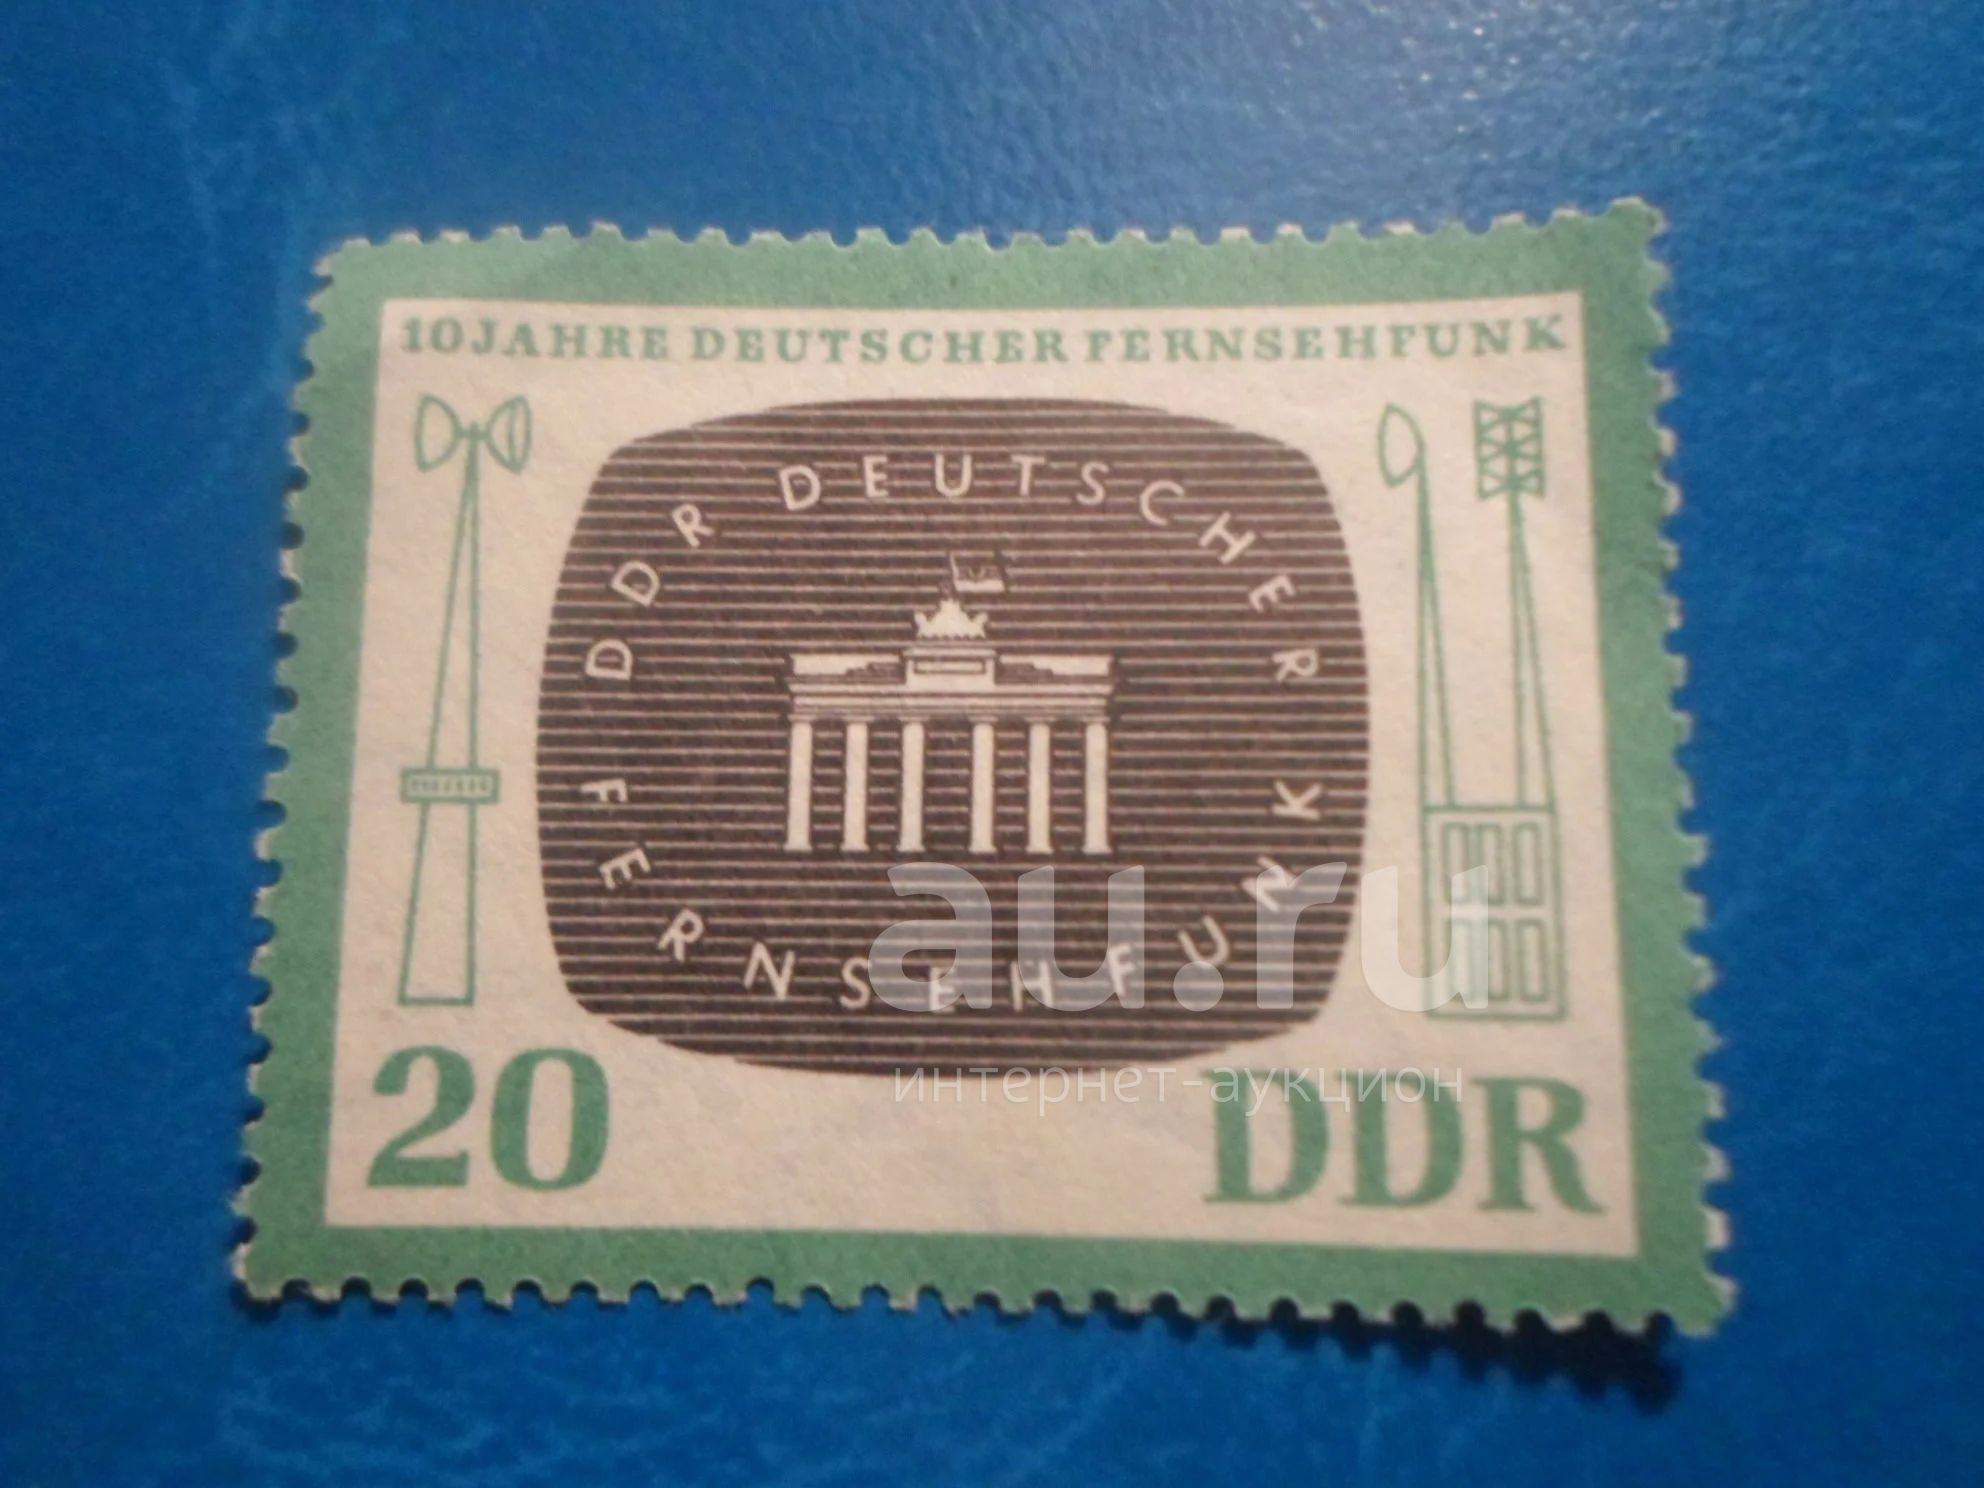 10 JAHRE DEUTSCHER FERNSEHFUNK
DDR DEUTSCHER
FERNSEHFUNK
au.ru
интернет-аукцион
20
DDR